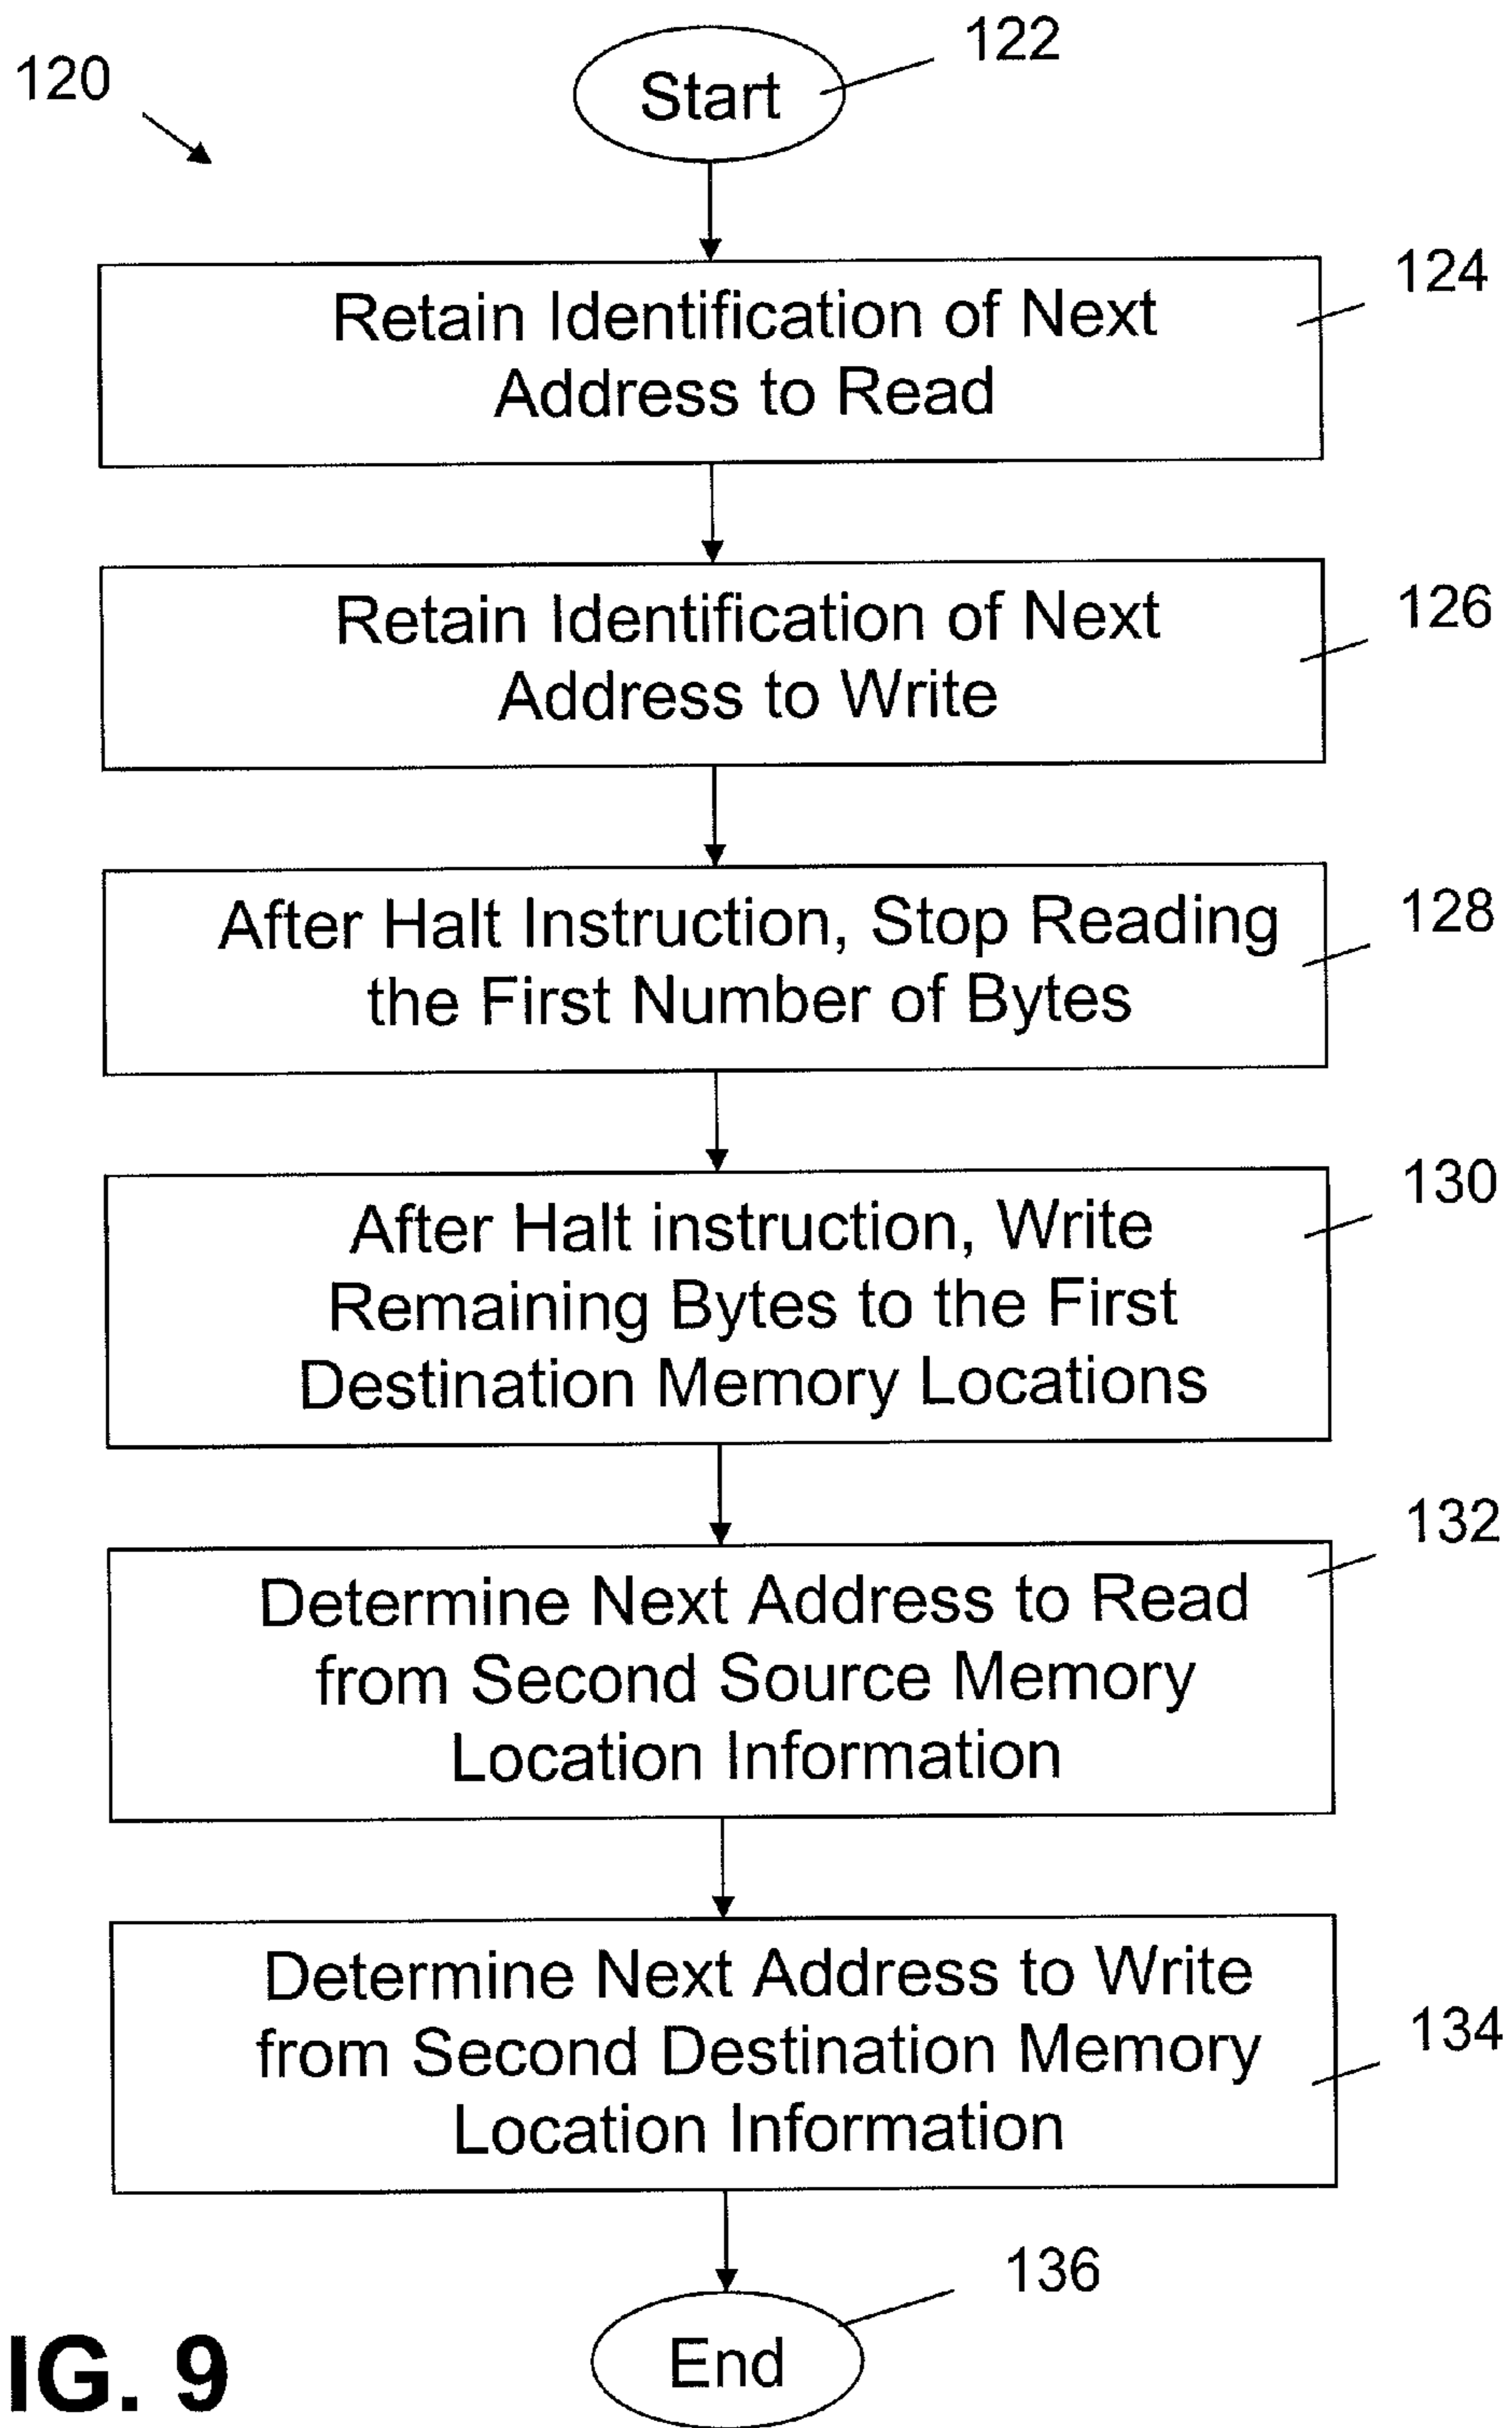 120
Start
122
Retain Identification of Next
Address to Read
124
Retain Identification of Next
Address to Write
126
After Halt Instruction, Stop Reading
the First Number of Bytes
128
After Halt instruction, Write
Remaining Bytes to the First
Destination Memory Locations
130
Determine Next Address to Read
from Second Source Memory
Location Information
132
Determine Next Address to Write
from Second Destination Memory
Location Information
134
End
136
IG. 9